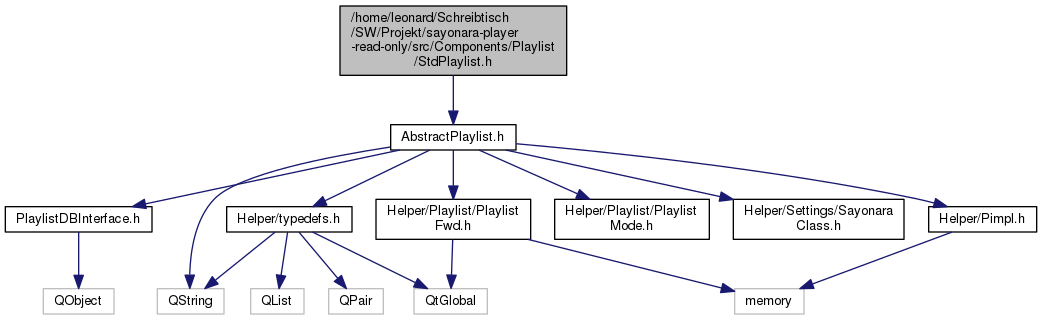 /home/leonard/Schreibtisch
/SW/Projekt/sayonara-player
-read-only/src/Components/Playlist
/StdPlaylist.h
AbstractPlaylist.h
PlaylistDBInterface.h
Helper/typedefs.h
Helper/Playlist/Playlist
Fwd.h
Helper/Playlist/Playlist
Mode.h
Helper/Settings/Sayonara
Class.h
Helper/Pimpl.h
QObject
QString
QList
QPair
QtGlobal
memory